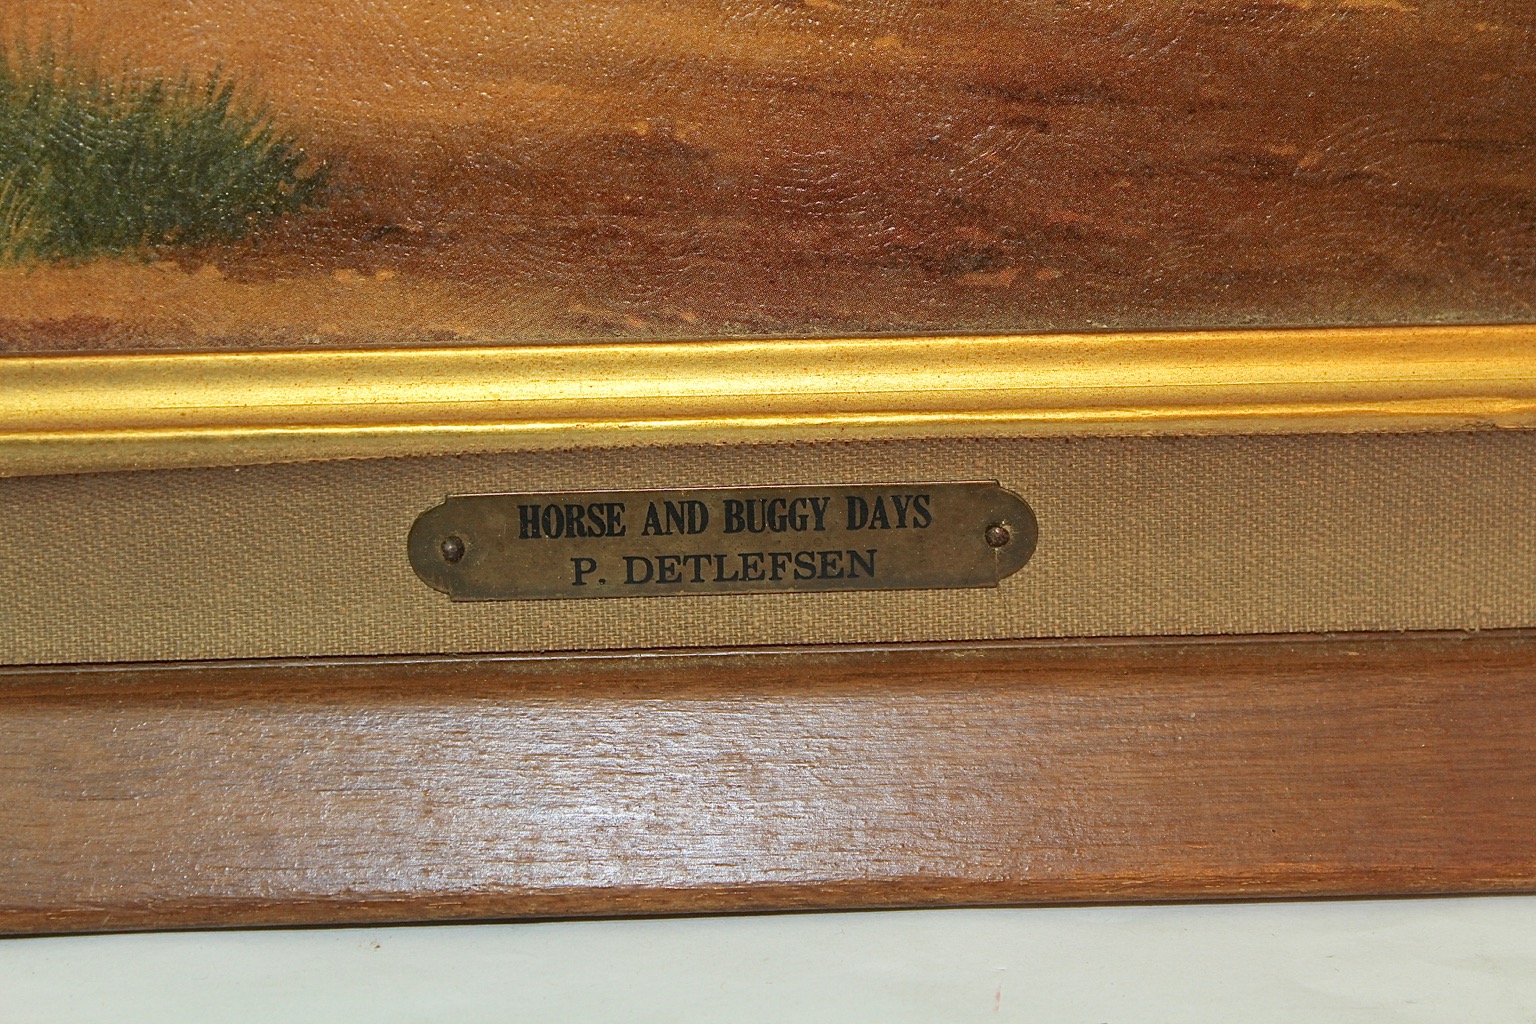 HORSE AND BUGGY DAYS
P. DETLEFSEN